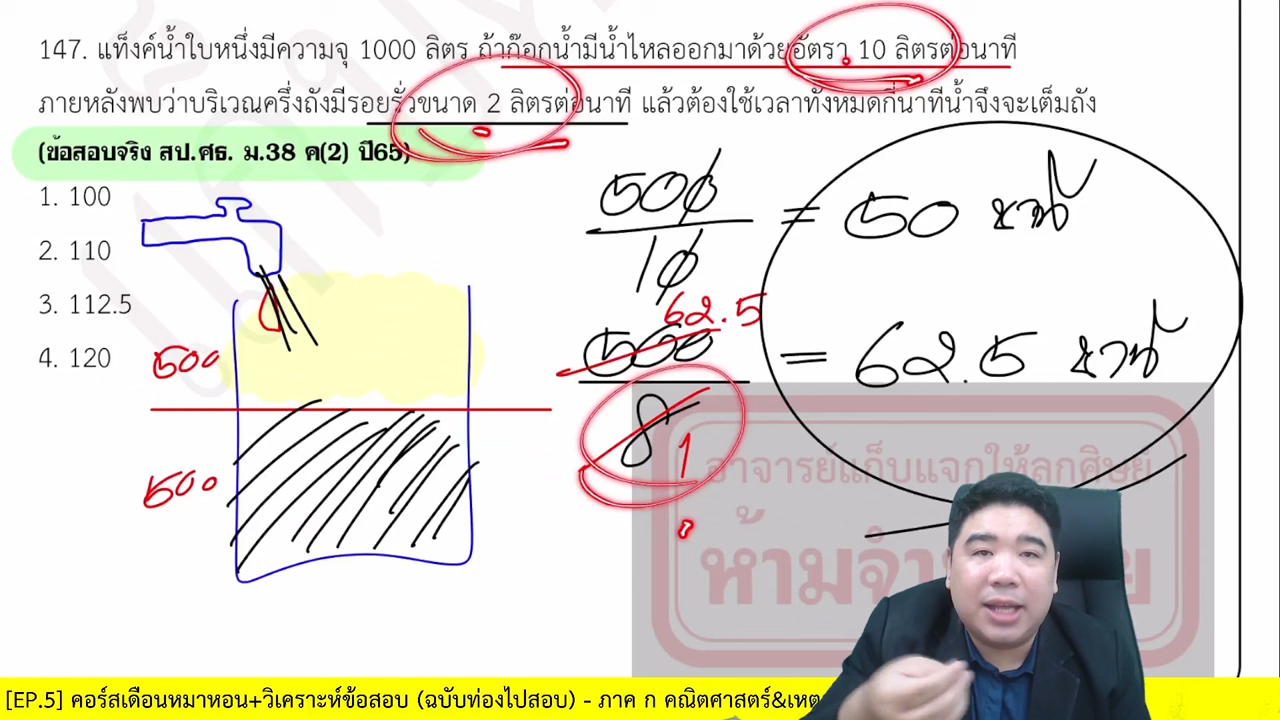 147. แท็งค์น้ำใบหนึ่งมีความจุ 1000 ลิตร ถ้าก๊อกน้ำมีน้ำไหลออกมาด้วยอัตรา 10 ลิตรต่อนาที
ภายหลังพบว่าบริเวณครึ่งถังมีรอยรั่วขนาด 2 ลิตรต่อนาที แล้วต้องใช้เวลาทั้งหมดกี่นาทีน้ำจึงจะเต็มถัง
(ข้อสอบจริง สป.ศธ. ม.38 ค(2) ปี65)
1. 100
2. 110
3. 112.5
4. 120
500
500
500
10
= 50 นาที
62.5
500
8
1
= 62.5 นาที
อาจารย์แก็บแจกให้ลูกศิษย์
[EP.5] คอร์สเดือนหมาหอน+วิเคราะห์ข้อสอบ (ฉบับท่องไปสอบ) - ภาค ก คณิตศาสตร์&เหต